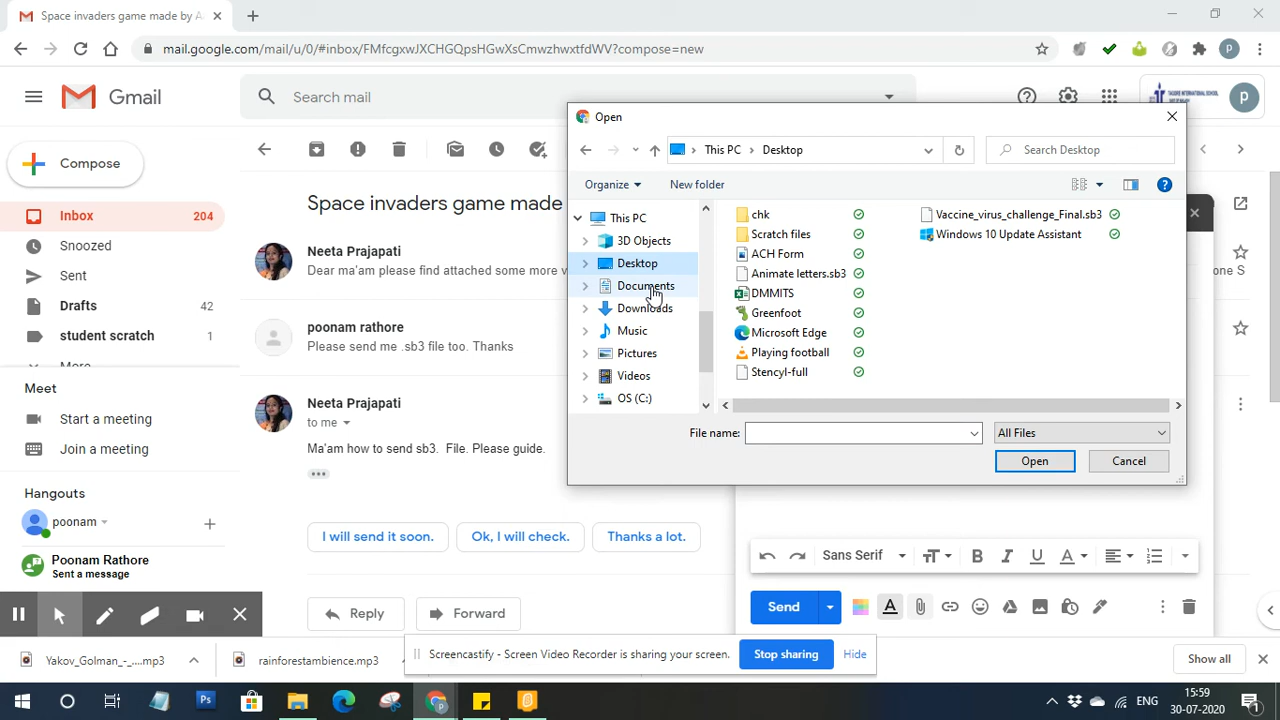 Space invaders game made by A
mail.google.com/mail/u/0/#inbox/FMfcgxwJXCHGQpsHGwXsCmwzhwxtfdWV?compose=new
Gmail
Search mail
p
Compose
Inbox 204
Snoozed
Sent
Drafts 42
student scratch 1
More
Meet
Start a meeting
Join a meeting
Hangouts
poonam
Poonam Rathore
Sent a message
Space invaders game made
Neeta Prajapati
Dear ma'am please find attached some more v
one S
poonam rathore
Please send me .sb3 file too. Thanks
Neeta Prajapati
to me
Ma'am how to send sb3. File. Please guide.
I will send it soon.
Ok, I will check.
Thanks a lot.
Reply
Forward
Open
This PC > Desktop
Search Desktop
Organize
New folder
This PC
3D Objects
Desktop
Documents
Downloads
Music
Pictures
Videos
OS (C:)
chk
Scratch files
ACH Form
Animate letters.sb3
DMMITS
Greenfoot
Microsoft Edge
Playing football
Stencyl-full
Vaccine_virus_challenge_Final.sb3
Windows 10 Update Assistant
File name:
All Files
Open
Cancel
Sans Serif
Send
Screencastify - Screen Video Recorder is sharing your screen.
Stop sharing
Hide
Yakov_Golman_-_....mp3
rainforestambience.mp3
Show all
ENG
15:59
30-07-2020